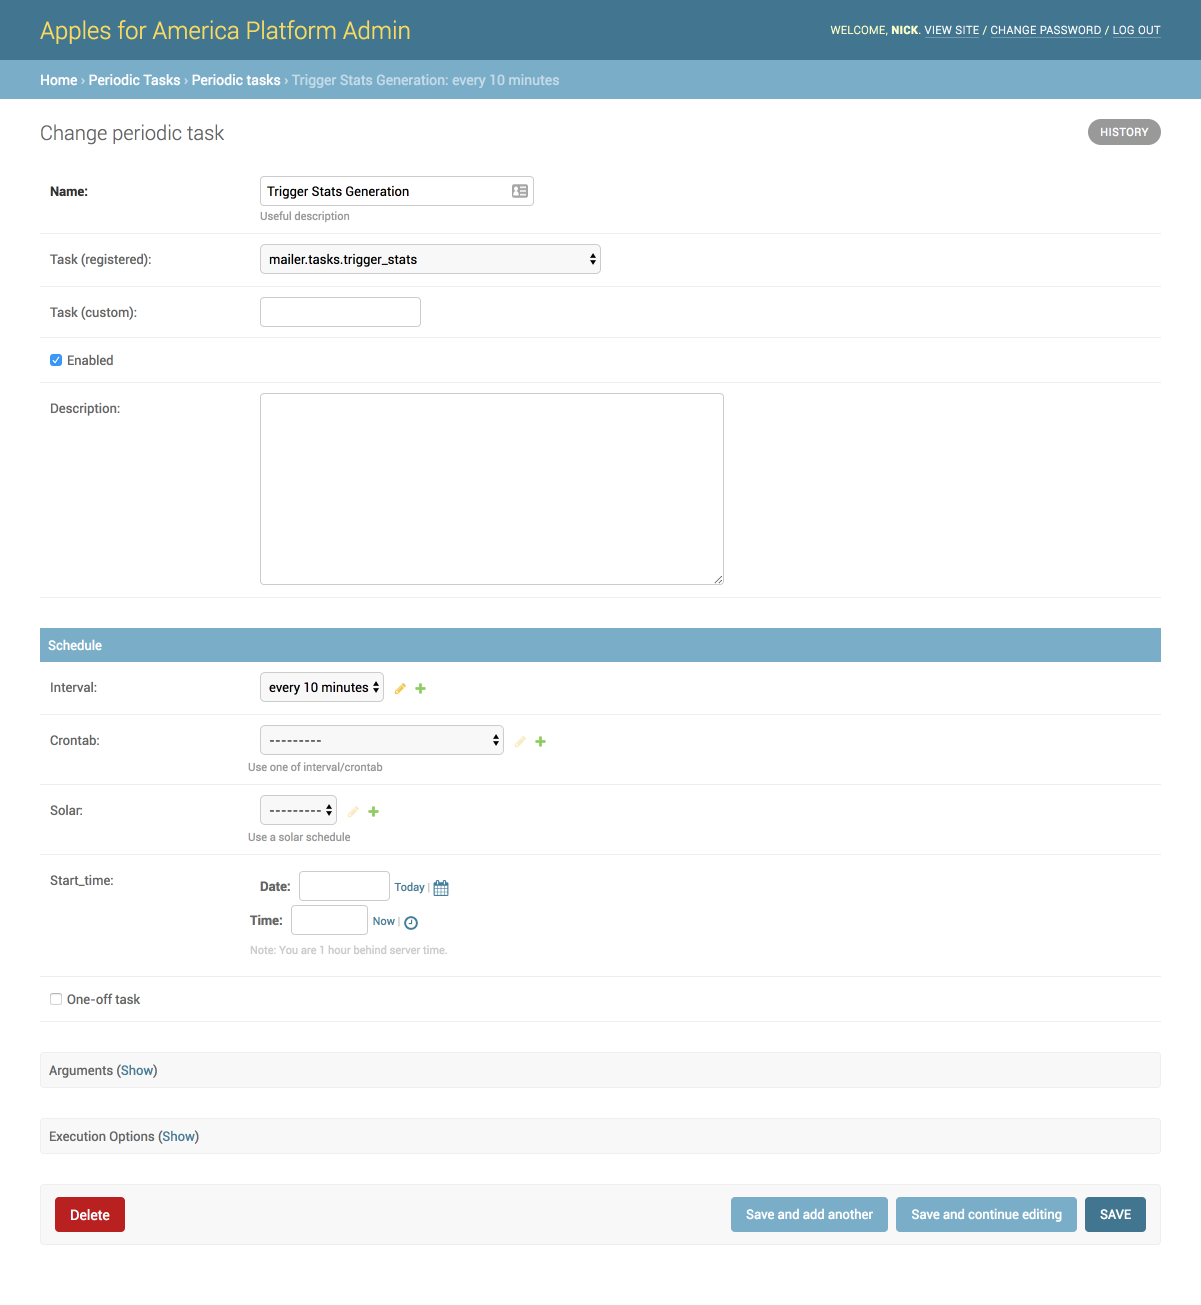 Apples for America Platform Admin
WELCOME, NICK. VIEW SITE / CHANGE PASSWORD / LOG OUT
Home › Periodic Tasks › Periodic tasks › Trigger Stats Generation: every 10 minutes
Change periodic task
HISTORY
Name:
Trigger Stats Generation
Useful description
Task (registered):
mailer.tasks.trigger_stats
Task (custom):
Enabled
Description:
Schedule
Interval:
every 10 minutes
Crontab:
---------
Use one of interval/crontab
Solar:
---------
Use a solar schedule
Start_time:
Date:
Today |
Time:
Now |
Note: You are 1 hour behind server time.
One-off task
Arguments (Show)
Execution Options (Show)
Delete
Save and add another
Save and continue editing
SAVE